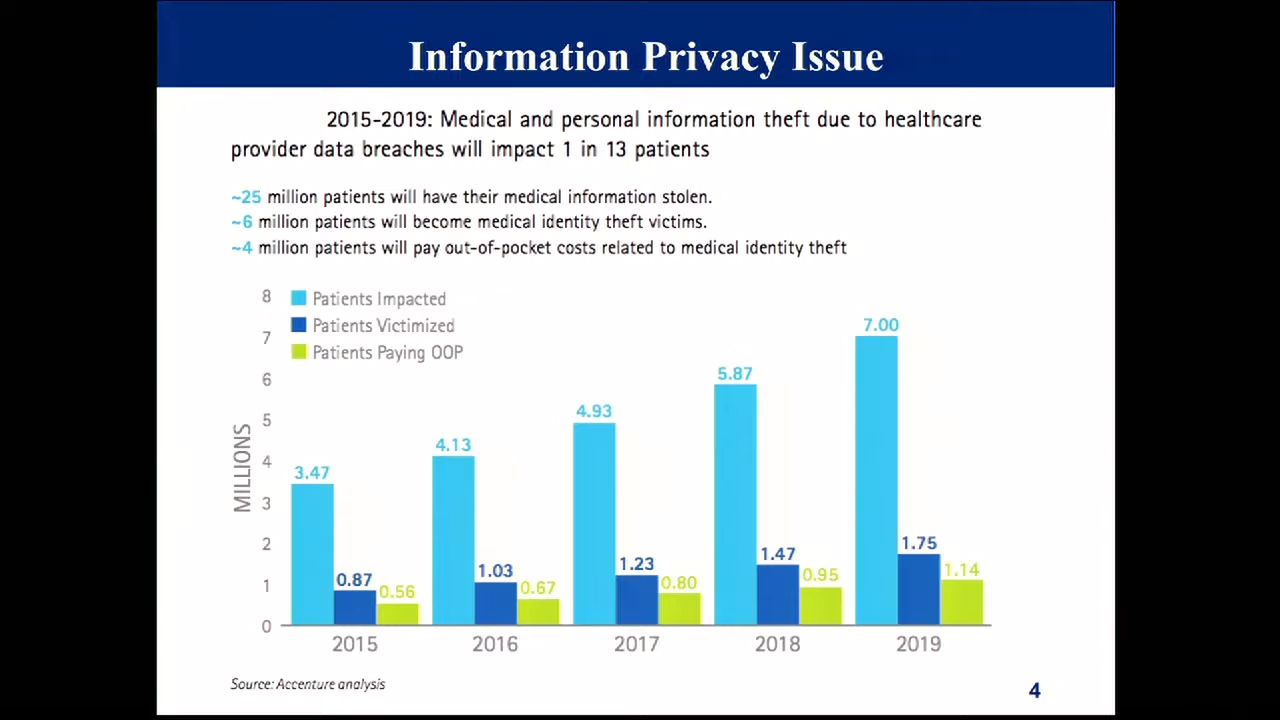 Information Privacy Issue
2015-2019: Medical and personal information theft due to healthcare
provider data breaches will impact 1 in 13 patients
~25 million patients will have their medical information stolen.
~6 million patients will become medical identity theft victims.
~4 million patients will pay out-of-pocket costs related to medical identity theft
MILLIONS
8
7
6
5
4
3
2
1
0
Patients Impacted
Patients Victimized
Patients Paying OOP
3.47
0.87
0.56
4.13
1.03
0.67
4.93
1.23
0.80
5.87
1.47
0.95
7.00
1.75
1.14
2015
2016
2017
2018
2019
Source: Accenture analysis
4